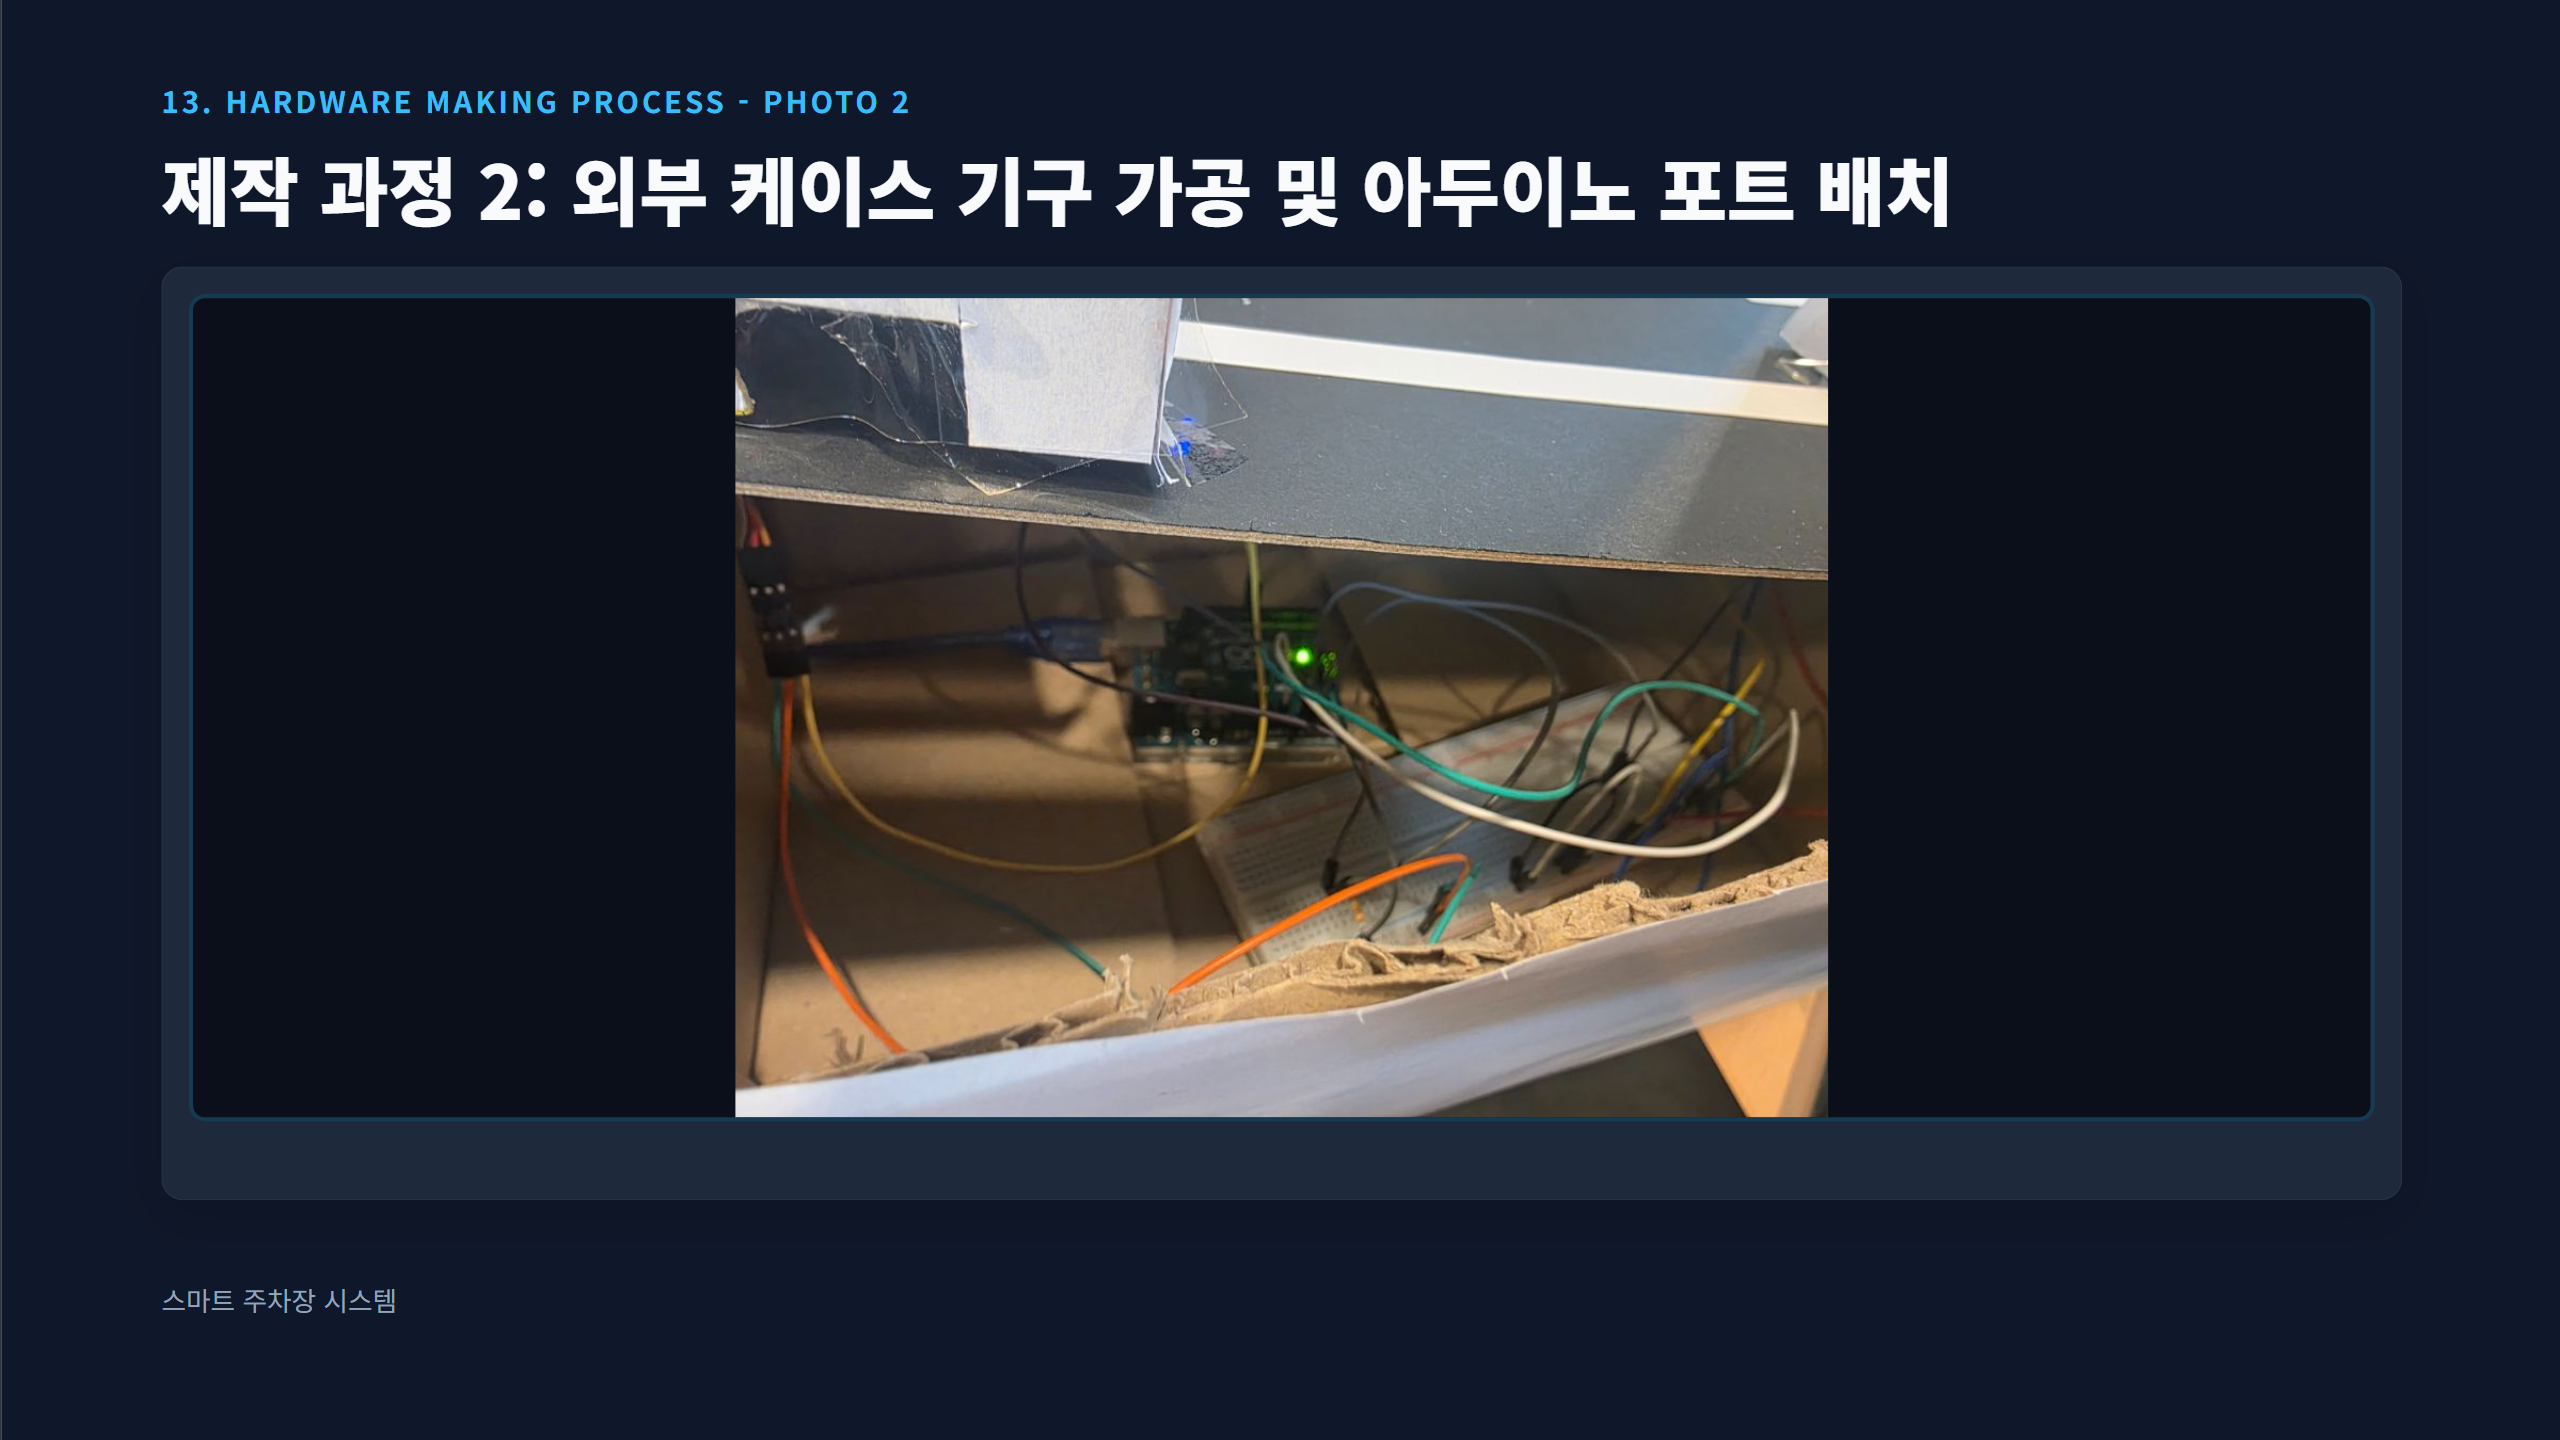 13. HARDWARE MAKING PROCESS - PHOTO 2
제작 과정 2: 외부 케이스 기구 가공 및 아두이노 포트 배치
스마트 주차장 시스템